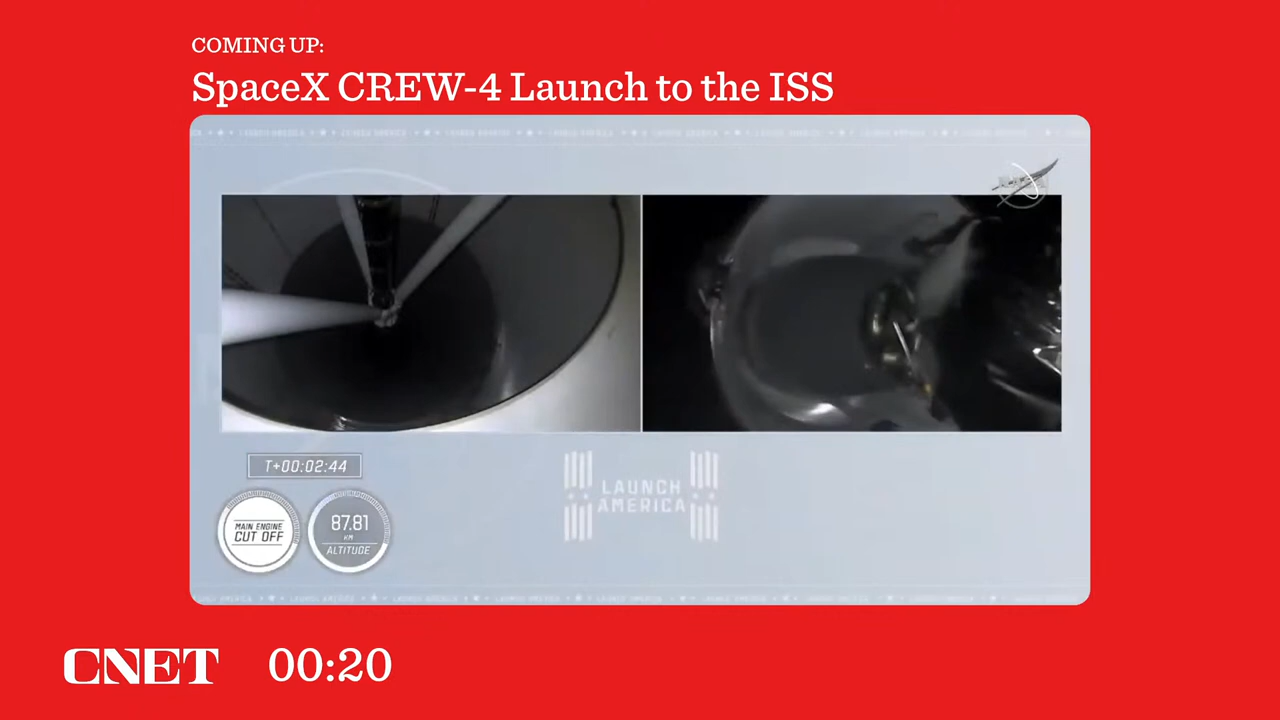 COMING UP:
SpaceX CREW-4 Launch to the ISS
T+00:02:44
MAIN ENGINE
CUT OFF
87.81
KM
ALTITUDE
LAUNCH
AMERICA
CNET
00:20